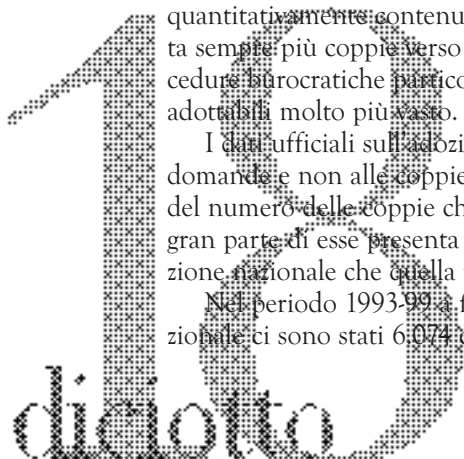 quantitativamente contenu
ta sempre più coppie verso
cedure burocratiche partico
adottabili molto più vasto.
I dati ufficiali sull'adozi
domande e non alle coppie
del numero delle coppie ch
gran parte di esse presenta
zione nazionale che quella
Nel periodo 1993-99 a f
zionale ci sono stati 6.074
18
diciotto